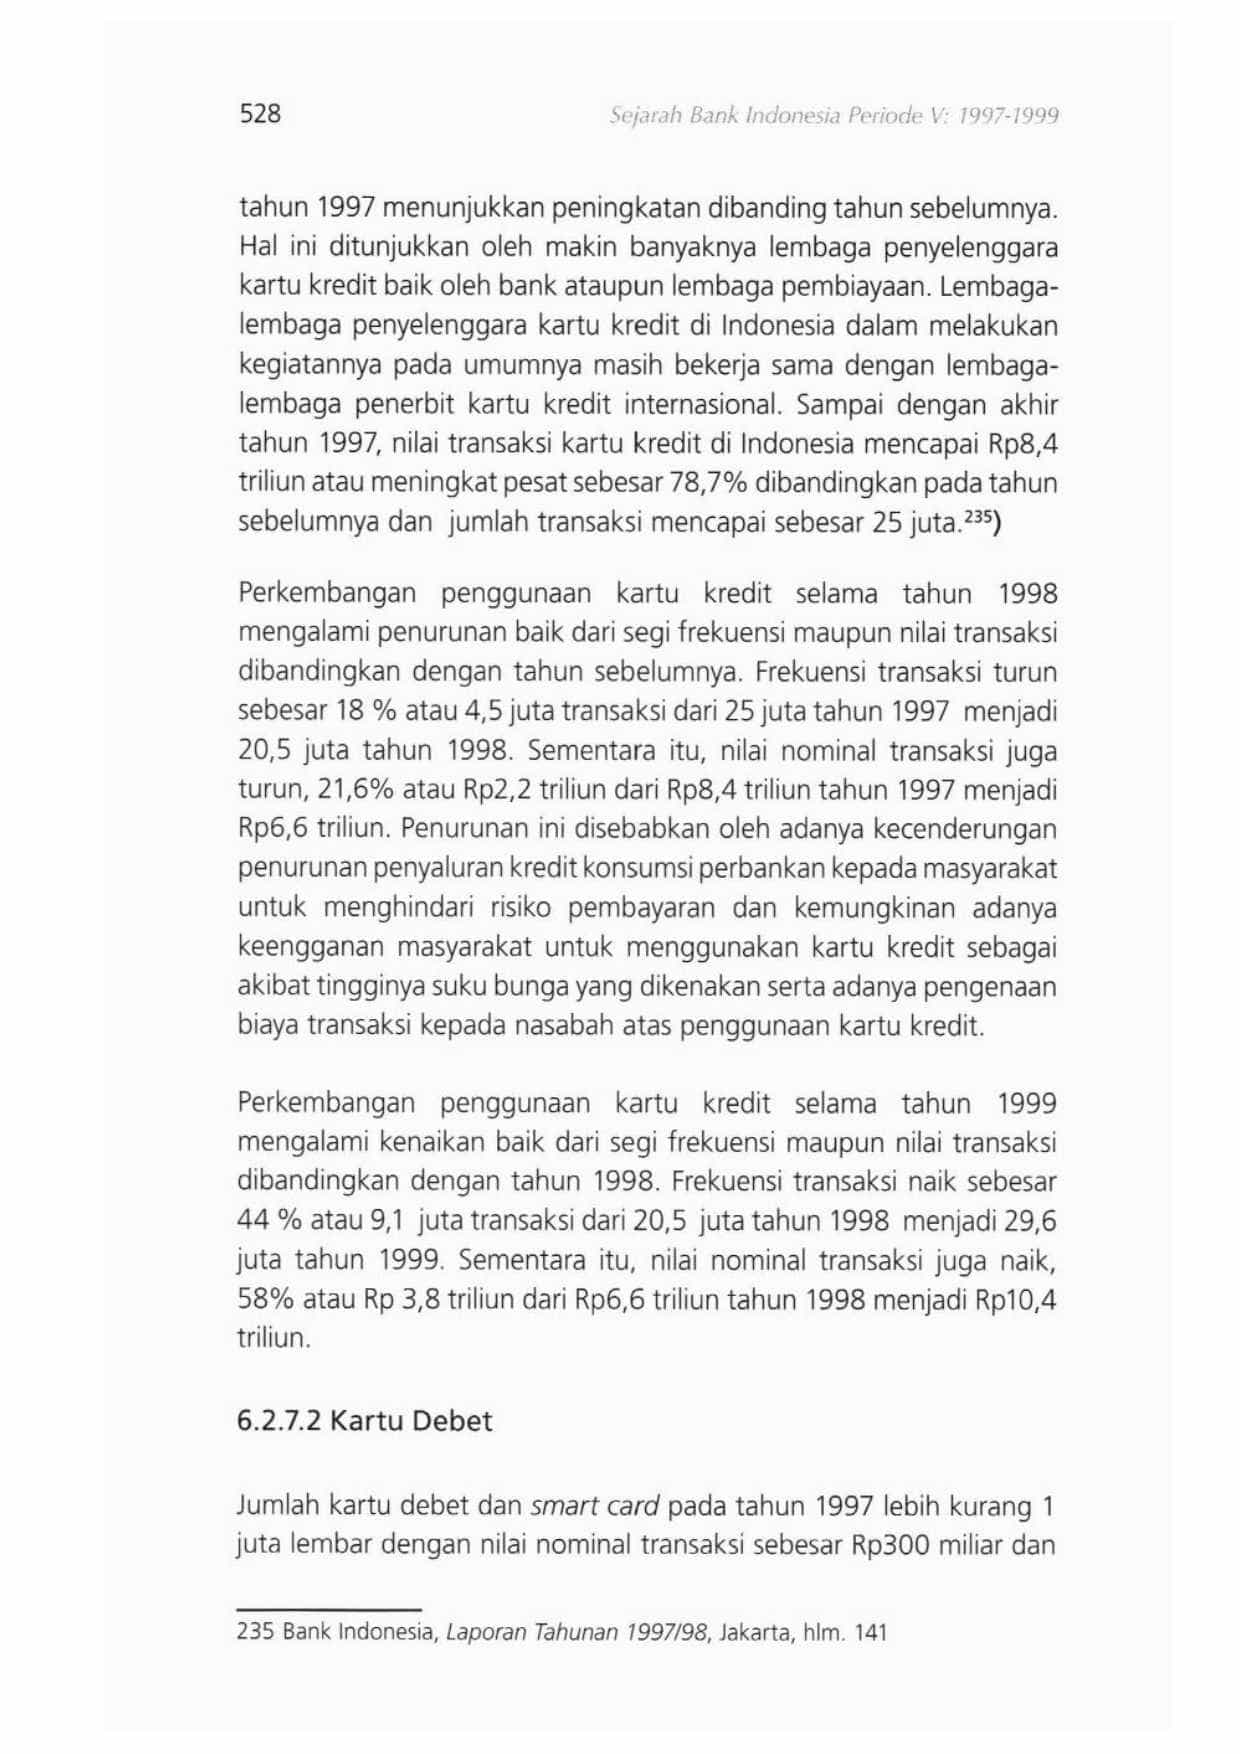 528
Sejarah Bank Indonesia Periode V: 1997-1999
tahun 1997 menunjukkan peningkatan dibanding tahun sebelumnya.
Hal ini ditunjukkan oleh makin banyaknya lembaga penyelenggara
kartu kredit baik oleh bank ataupun lembaga pembiayaan. Lembaga-
lembaga penyelenggara kartu kredit di Indonesia dalam melakukan
kegiatannya pada umumnya masih bekerja sama dengan lembaga-
lembaga penerbit kartu kredit internasional. Sampai dengan akhir
tahun 1997, nilai transaksi kartu kredit di Indonesia mencapai Rp8,4
triliun atau meningkat pesat sebesar 78,7% dibandingkan pada tahun
sebelumnya dan jumlah transaksi mencapai sebesar 25 juta.²³⁵)
Perkembangan penggunaan kartu kredit selama tahun 1998
mengalami penurunan baik dari segi frekuensi maupun nilai transaksi
dibandingkan dengan tahun sebelumnya. Frekuensi transaksi turun
sebesar 18 % atau 4,5 juta transaksi dari 25 juta tahun 1997 menjadi
20,5 juta tahun 1998. Sementara itu, nilai nominal transaksi juga
turun, 21,6% atau Rp2,2 triliun dari Rp8,4 triliun tahun 1997 menjadi
Rp6,6 triliun. Penurunan ini disebabkan oleh adanya kecenderungan
penurunan penyaluran kredit konsumsi perbankan kepada masyarakat
untuk menghindari risiko pembayaran dan kemungkinan adanya
keengganan masyarakat untuk menggunakan kartu kredit sebagai
akibat tingginya suku bunga yang dikenakan serta adanya pengenaan
biaya transaksi kepada nasabah atas penggunaan kartu kredit.
Perkembangan penggunaan kartu kredit selama tahun 1999
mengalami kenaikan baik dari segi frekuensi maupun nilai transaksi
dibandingkan dengan tahun 1998. Frekuensi transaksi naik sebesar
44 % atau 9,1 juta transaksi dari 20,5 juta tahun 1998 menjadi 29,6
juta tahun 1999. Sementara itu, nilai nominal transaksi juga naik,
58% atau Rp 3,8 triliun dari Rp6,6 triliun tahun 1998 menjadi Rp10,4
triliun.
6.2.7.2 Kartu Debet
Jumlah kartu debet dan smart card pada tahun 1997 lebih kurang 1
juta lembar dengan nilai nominal transaksi sebesar Rp300 miliar dan
235 Bank Indonesia, Laporan Tahunan 1997/98, Jakarta, hlm. 141